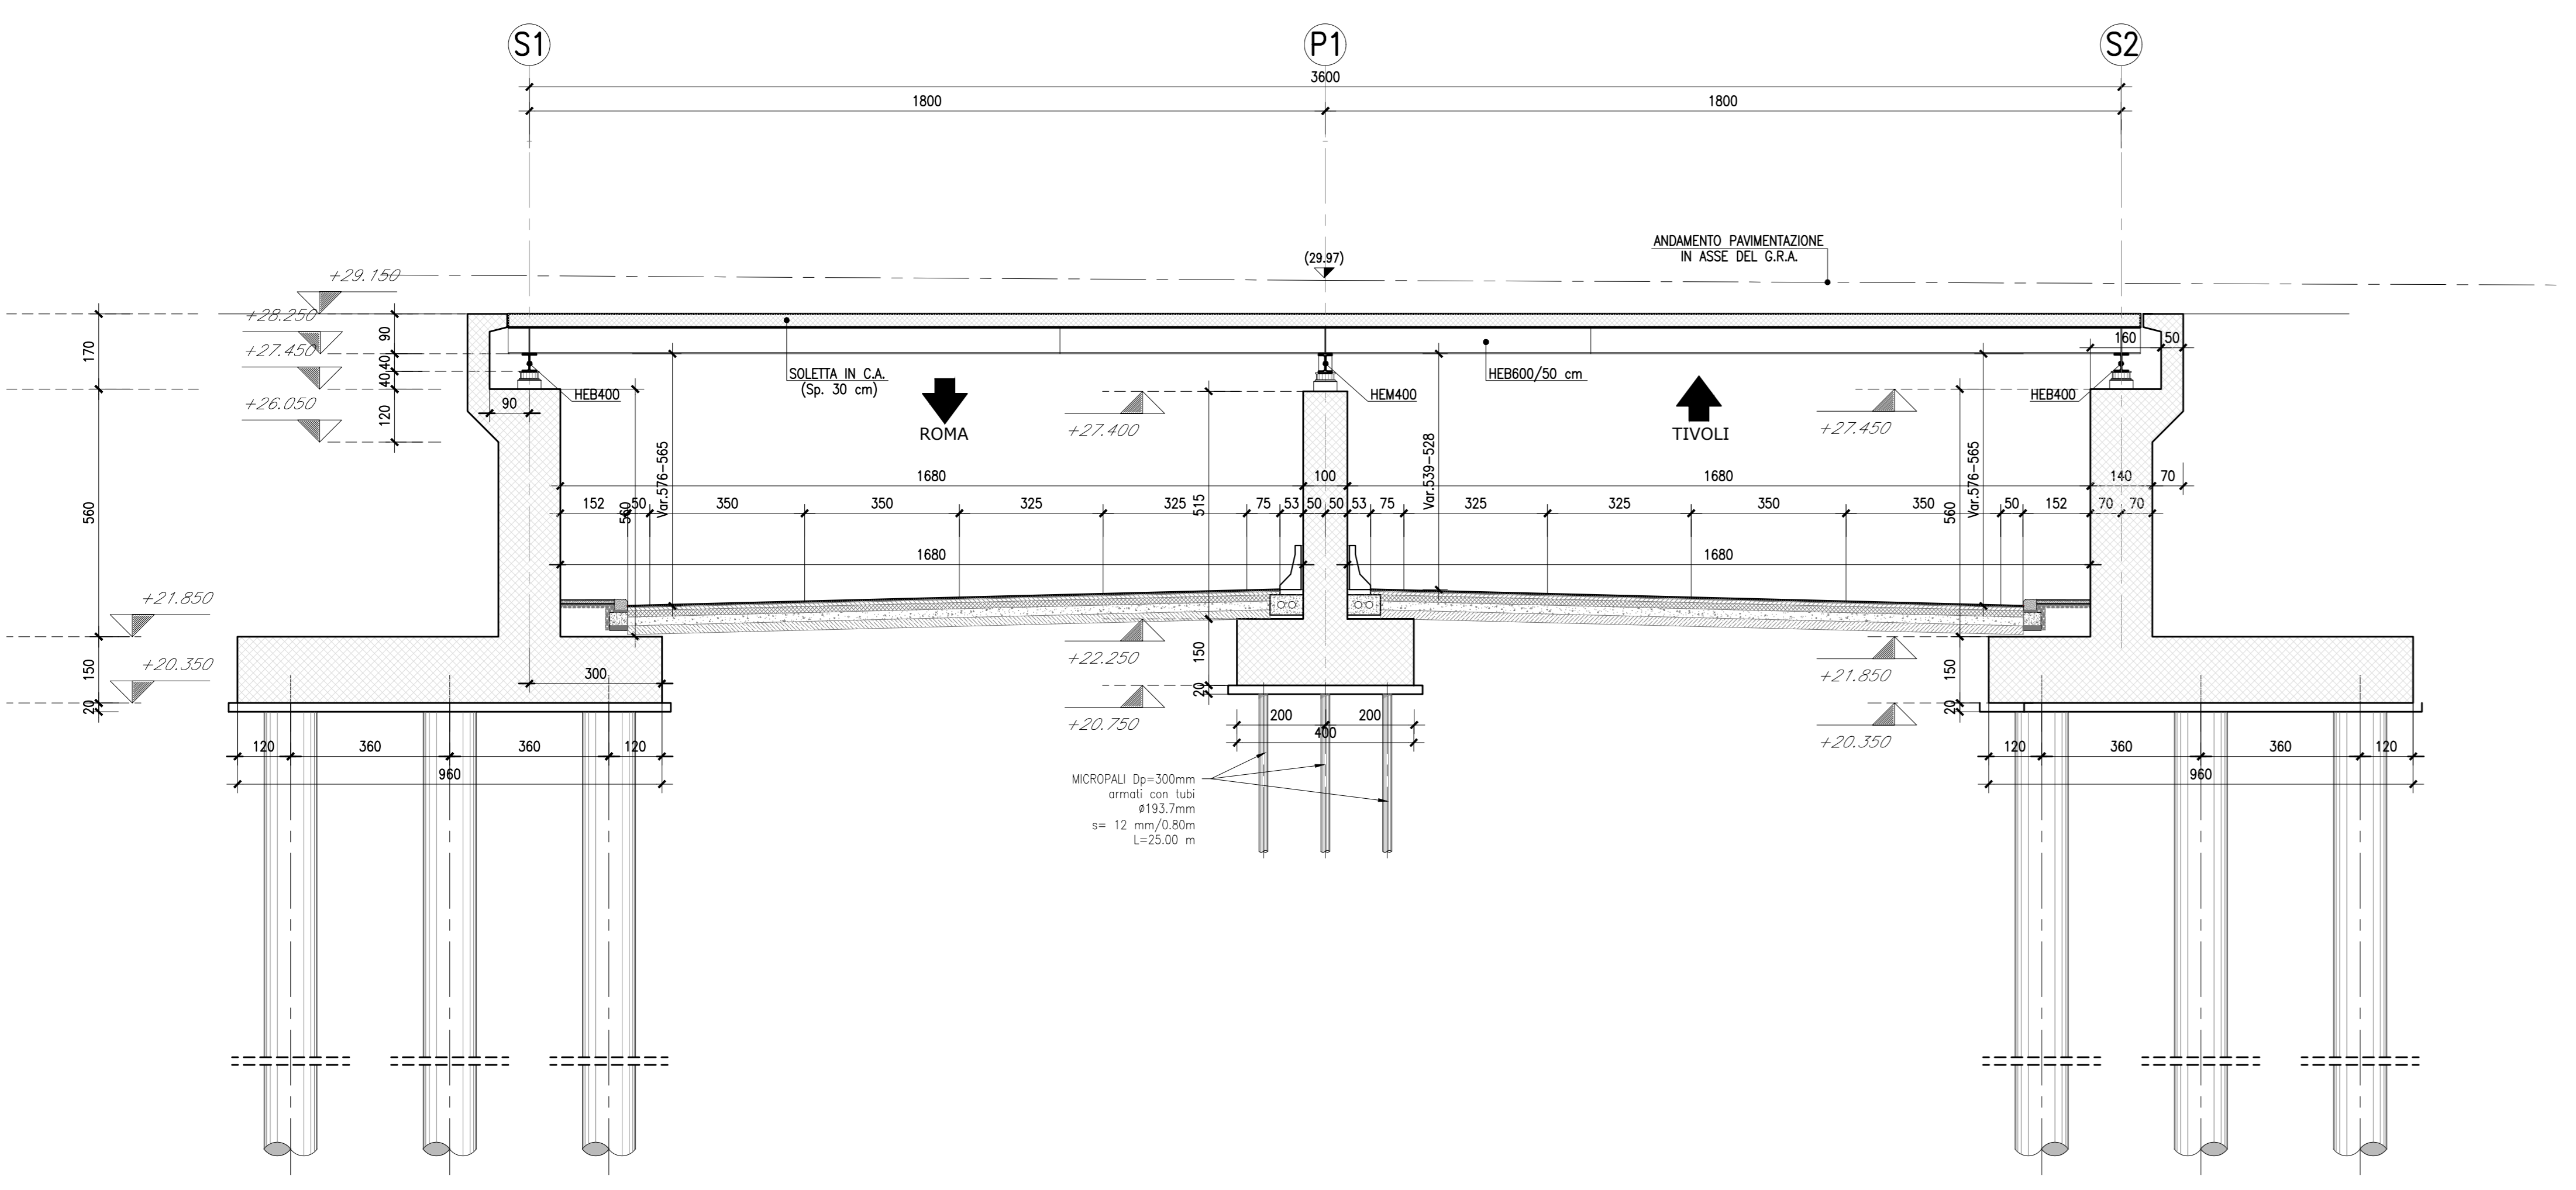 S1 P1 S2
3600
1800 1800
ANDAMENTO PAVIMENTAZIONE
IN ASSE DEL G.R.A.
(29.97)
+29.150
+28.250
+27.450
+26.050
170
90
40
40
120
560
90
SOLETTA IN C.A.
(Sp. 30 cm)
HEB400
ROMA
HEM400
HEB600/50 cm
TIVOLI
HEB400
160 50
+27.400
+27.450
Var.576-565
Var.539-528
Var.576-565
560
515
560
1680 100 1680 140 70
152 50 350 350 325 325 75 53 50 50 53 75 325 325 350 350 50 152 70 70
1680 1680
+21.850
+20.350
150
20
300
+22.250
+20.750
150
20
+21.850
+20.350
150
20
200 200
400
120 360 360 120
960
120 360 360 120
960
MICROPALI Dp=300mm
armati con tubi
ø193.7mm
s= 12 mm/0.80m
L=25.00 m